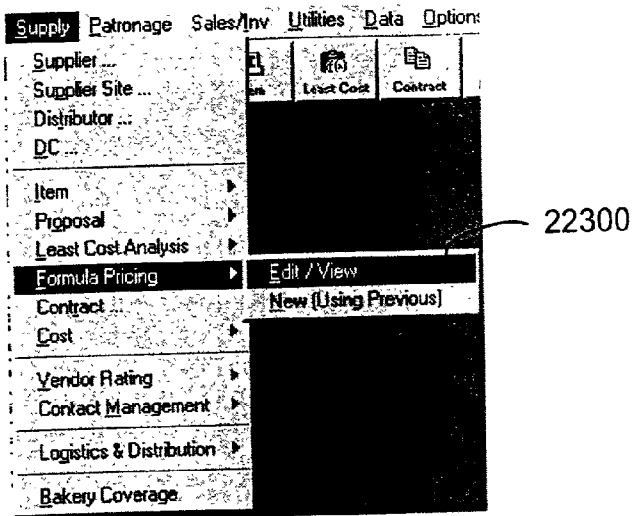 Supply Patronage Sales/Inv Utilities Data Options
Supplier ...
Supplier Site ...
Distributor ...
DC ...
Least Cost Contract
Item
Proposal
Least Cost Analysis
Formula Pricing
Edit / View
22300
New (Using Previous)
Contract ...
Cost
Vendor Rating
Contact Management
Logistics & Distribution
Bakery Coverage